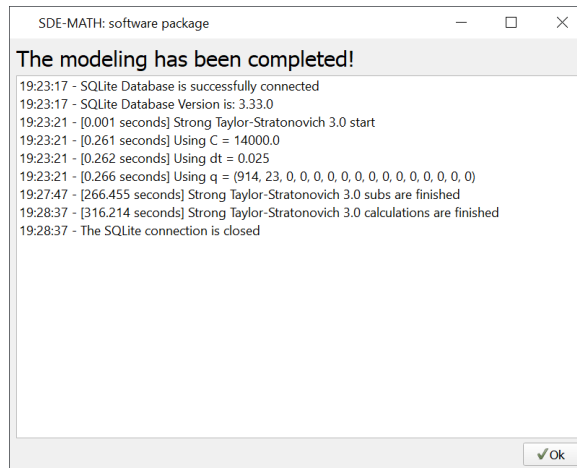 SDE-MATH: software package
The modeling has been completed!
19:23:17 - SQLite Database is successfully connected
19:23:17 - SQLite Database Version is: 3.33.0
19:23:21 - [0.001 seconds] Strong Taylor-Stratonovich 3.0 start
19:23:21 - [0.261 seconds] Using C = 14000.0
19:23:21 - [0.262 seconds] Using dt = 0.025
19:23:21 - [0.266 seconds] Using q = (914, 23, 0, 0, 0, 0, 0, 0, 0, 0, 0, 0, 0, 0, 0, 0)
19:27:47 - [266.455 seconds] Strong Taylor-Stratonovich 3.0 subs are finished
19:28:37 - [316.214 seconds] Strong Taylor-Stratonovich 3.0 calculations are finished
19:28:37 - The SQLite connection is closed
Ok